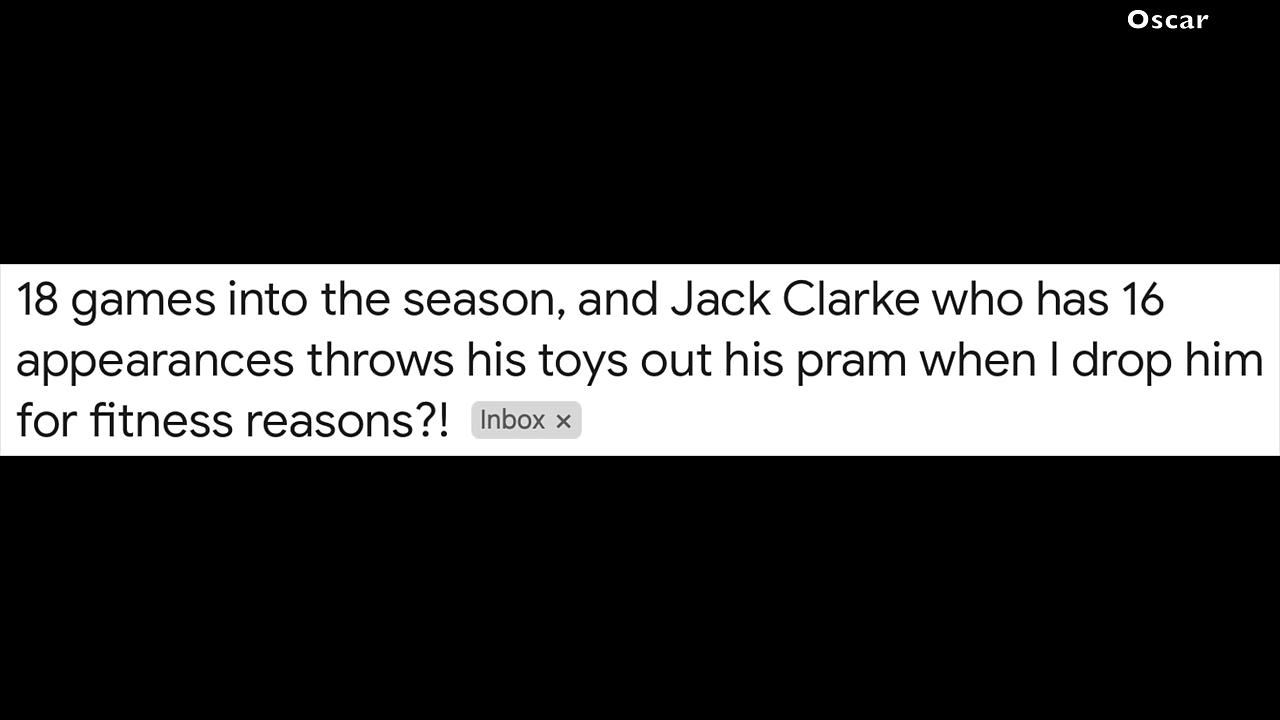 Oscar
18 games into the season, and Jack Clarke who has 16
appearances throws his toys out his pram when I drop him
for fitness reasons?! Inbox ×